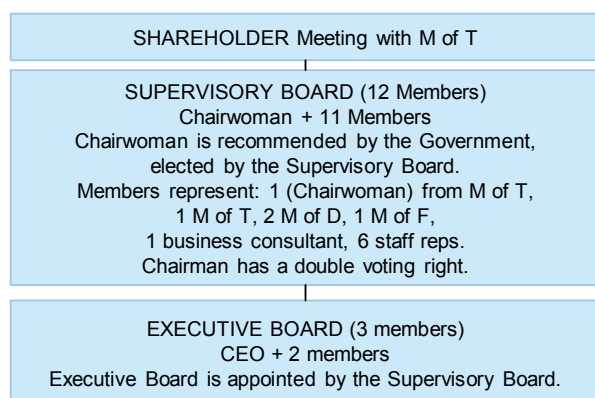 SHAREHOLDER Meeting with M of T
SUPERVISORY BOARD (12 Members)
Chairwoman + 11 Members
Chairwoman is recommended by the Government,
elected by the Supervisory Board.
Members represent: 1 (Chairwoman) from M of T,
1 M of T, 2 M of D, 1 M of F,
1 business consultant, 6 staff reps.
Chairman has a double voting right.
EXECUTIVE BOARD (3 members)
CEO + 2 members
Executive Board is appointed by the Supervisory Board.